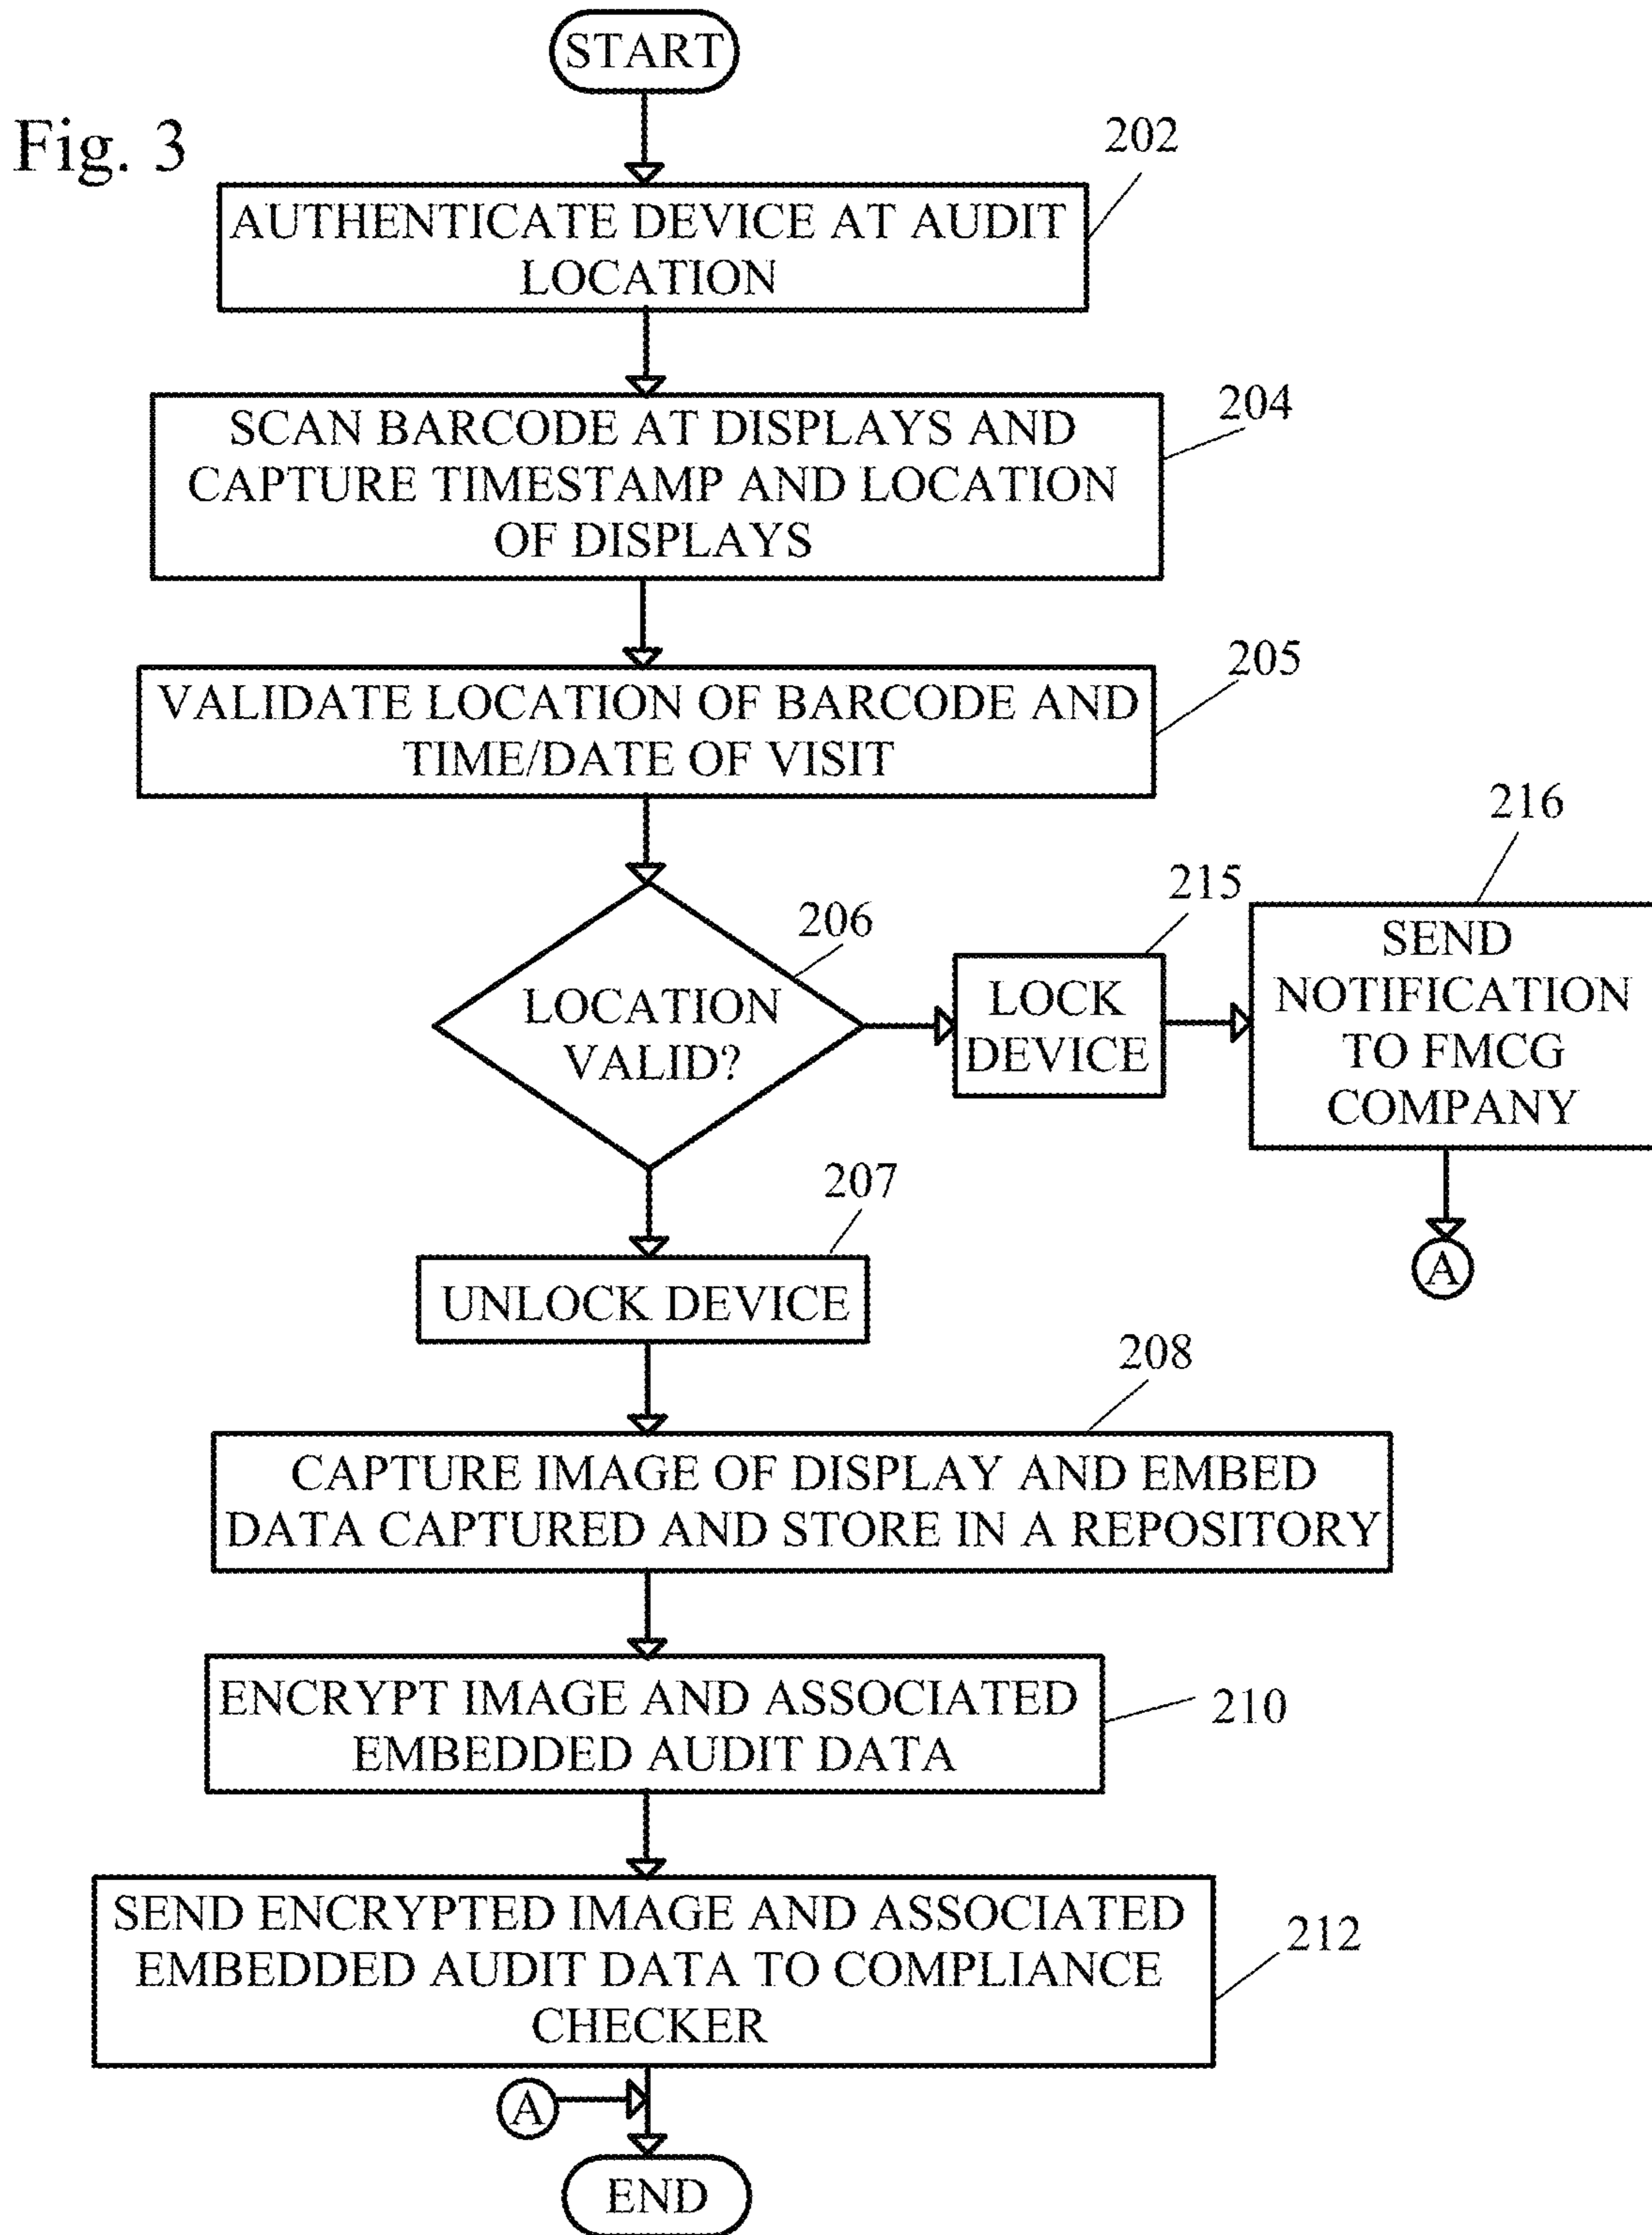 START
Fig. 3
202
AUTHENTICATE DEVICE AT AUDIT
LOCATION
204
SCAN BARCODE AT DISPLAYS AND
CAPTURE TIMESTAMP AND LOCATION
OF DISPLAYS
205
VALIDATE LOCATION OF BARCODE AND
TIME/DATE OF VISIT
206
LOCATION
VALID?
215
LOCK
DEVICE
216
SEND
NOTIFICATION
TO FMCG
COMPANY
A
207
UNLOCK DEVICE
208
CAPTURE IMAGE OF DISPLAY AND EMBED
DATA CAPTURED AND STORE IN A REPOSITORY
210
ENCRYPT IMAGE AND ASSOCIATED
EMBEDDED AUDIT DATA
212
SEND ENCRYPTED IMAGE AND ASSOCIATED
EMBEDDED AUDIT DATA TO COMPLIANCE
CHECKER
A
END